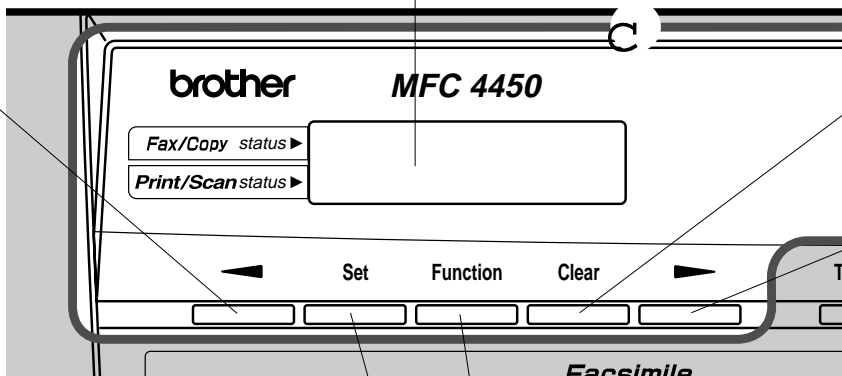 C
brother MFC 4450
Fax/Copy status ▶
Print/Scan status ▶
◀ Set Function Clear ▶ T
Facsimile